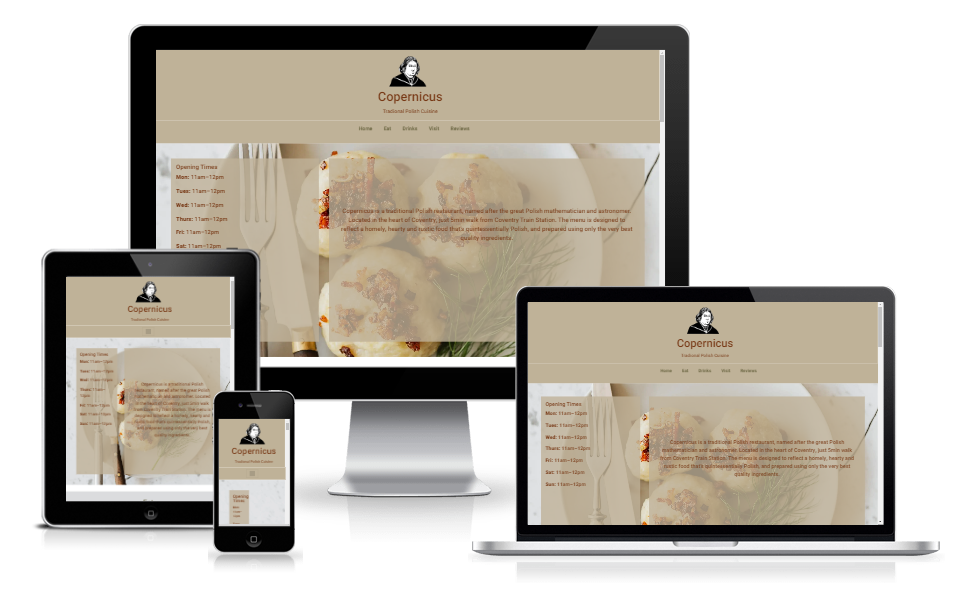 Copernicus
Tradional Polish Cuisine
Home Eat Drinks Visit Reviews
Opening Times
Mon: 11am–12pm
Tues: 11am–12pm
Wed: 11am–12pm
Thurs: 11am–12pm
Fri: 11am–12pm
Sat: 11am–12pm
Copernicus is a traditional Polish restaurant, named after the great Polish mathematician and astronomer.
Located in the heart of Coventry, just 5min walk from Coventry Train Station. The menu is designed to
reflect a homely, hearty and rustic food that's quintessentially Polish, and prepared using only the very best
quality ingredients.
Copernicus
Tradional Polish Cuisine
Opening Times
Mon: 11am–12pm
Tues: 11am–12pm
Wed: 11am–12pm
Thurs: 11am–
12pm
Fri: 11am–12pm
Sat: 11am–12pm
Sun: 11am–12pm
Copernicus is a traditional Polish
restaurant, named after the great Polish
mathematician and astronomer. Located
in the heart of Coventry, just 5min walk
from Coventry Train Station. The menu is
designed to reflect a homely, hearty and
rustic food that's quintessentially Polish,
and prepared using only the very best
quality ingredients.
Copernicus
Tradional Polish Cuisine
Opening
Times
Mon:
11am–
12pm
Copernicus
Tradional Polish Cuisine
Home Eat Drinks Visit Reviews
Opening Times
Mon: 11am–12pm
Tues: 11am–12pm
Wed: 11am–12pm
Thurs: 11am–12pm
Fri: 11am–12pm
Sat: 11am–12pm
Sun: 11am–12pm
Copernicus is a traditional Polish restaurant, named after the great Polish
mathematician and astronomer. Located in the heart of Coventry, just 5min walk
from Coventry Train Station. The menu is designed to reflect a homely, hearty and
rustic food that's quintessentially Polish, and prepared using only the very best
quality ingredients.